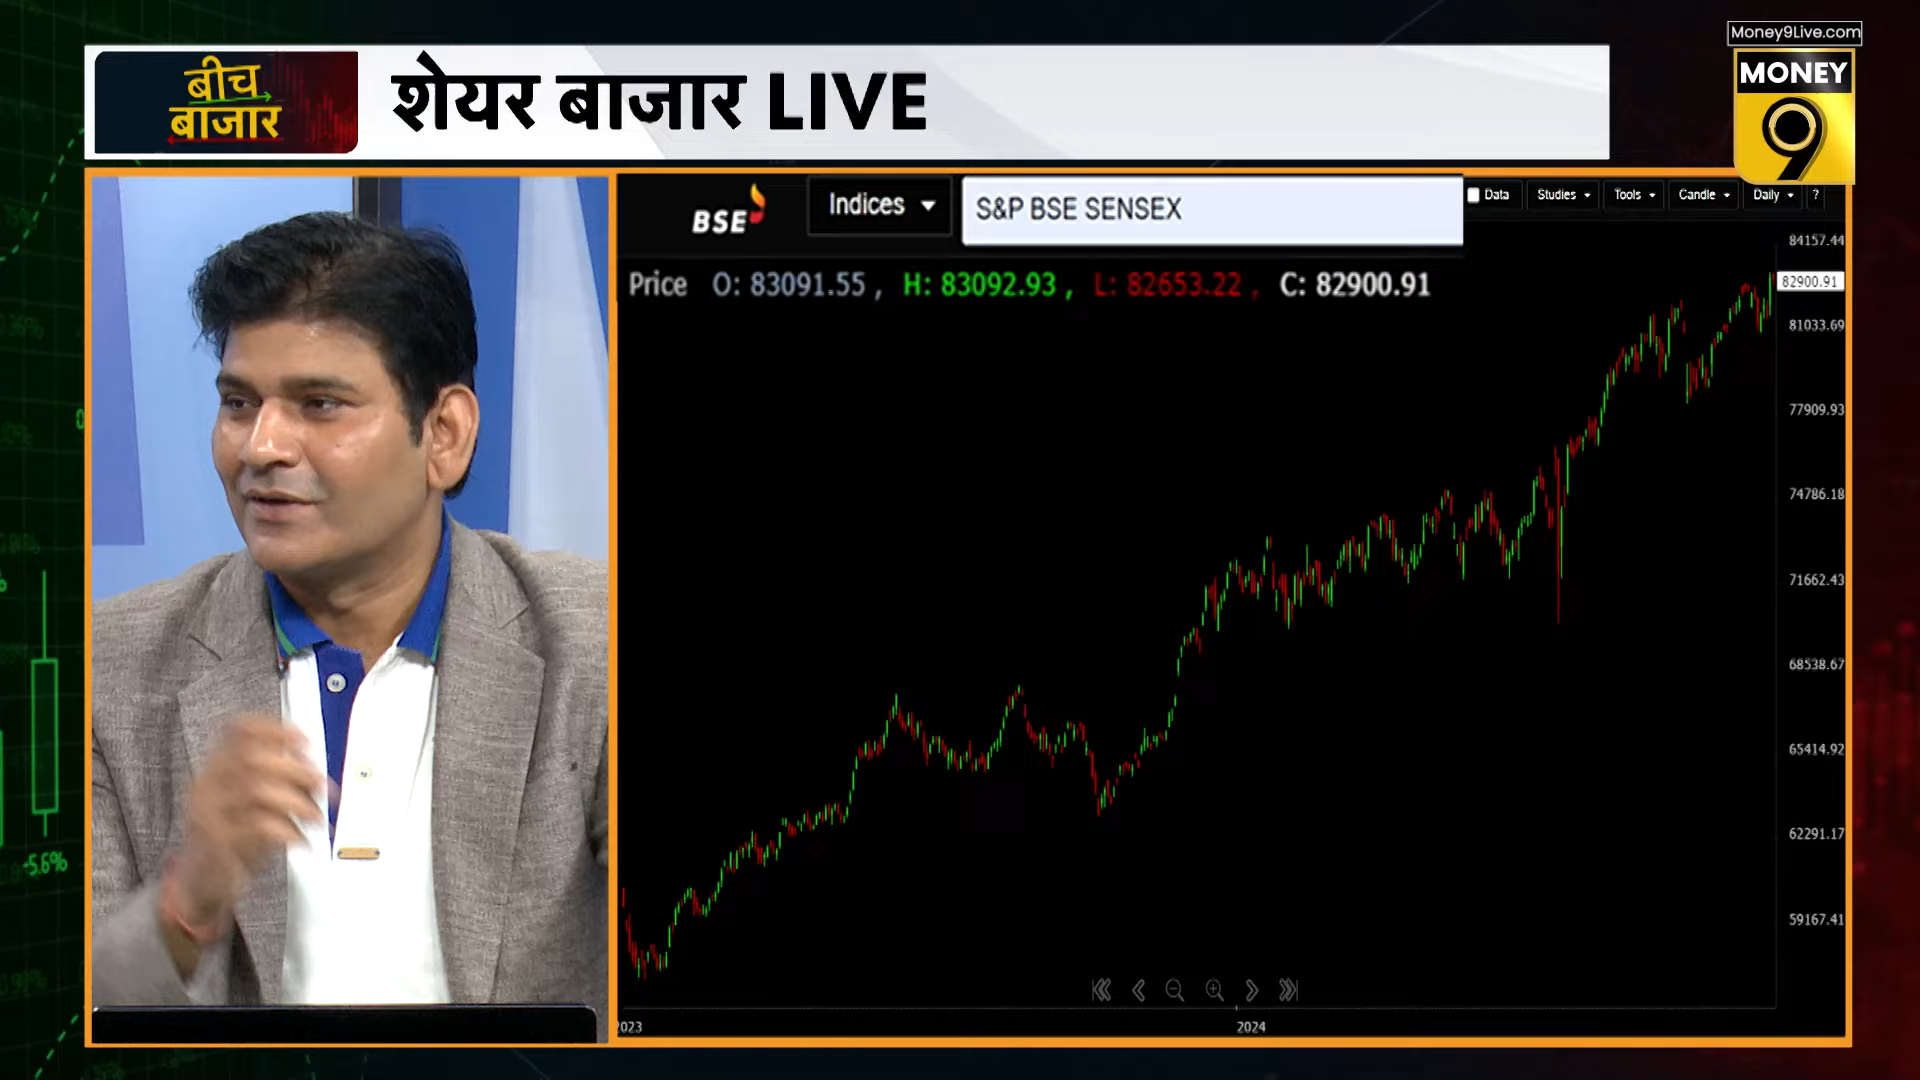 Money9Live.com
MONEY
9
बीच
बाजार
शेयर बाजार LIVE
BSE
Indices
S&P BSE SENSEX
Data Studies Tools Candle Daily ?
Price O: 83091.55 , H: 83092.93 , L: 82653.22 , C: 82900.91
84157.44
82900.91
81033.69
77909.93
74786.18
71662.43
68538.67
65414.92
62291.17
59167.41
-5.6%
2023
2024